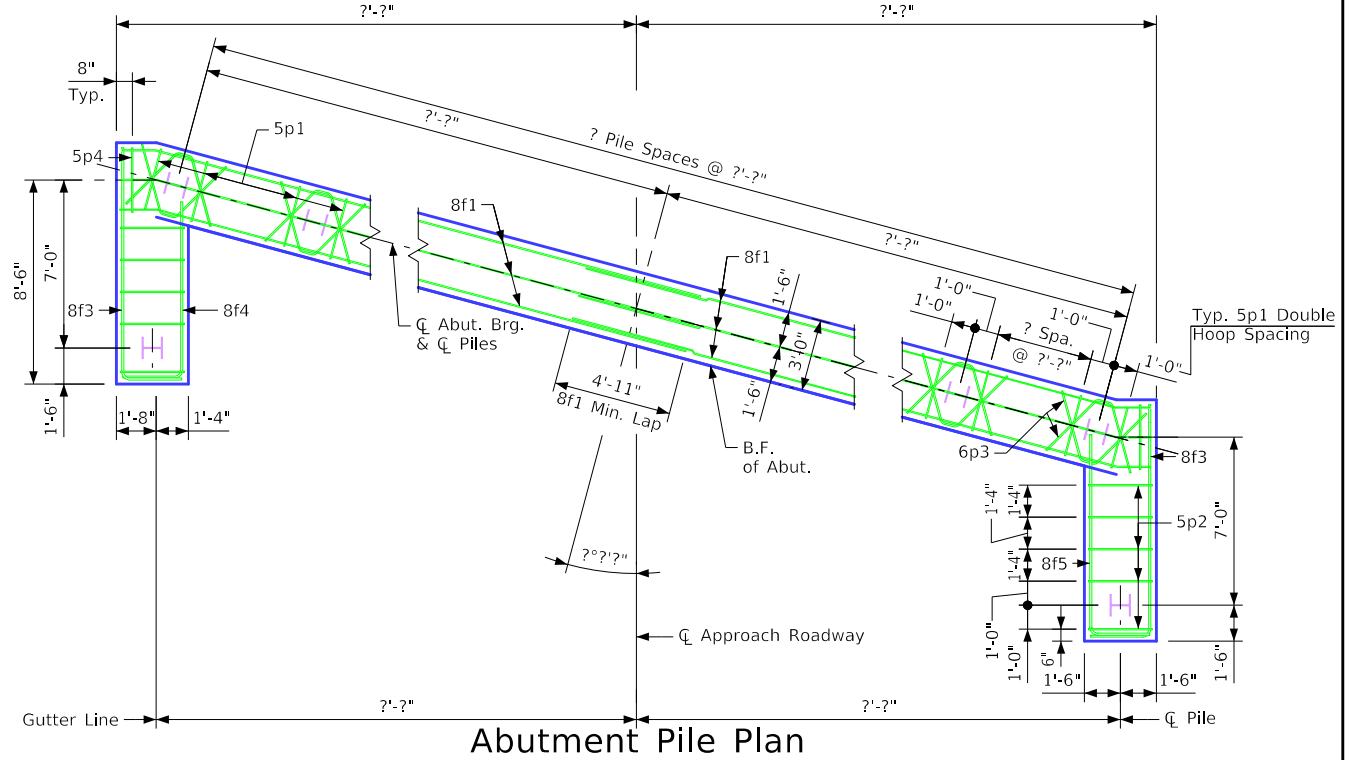 ?'-?"
?'-?"
8"
Typ.
?'-?"
? Pile Spaces @ ?'-?"
5p1
5p4
8f1
?'-?"
8f1
1'-6"
3'-0"
1'-6"
1'-0"
1'-0"
1'-0"
? Spa.
@ ?'-?"
Typ. 5p1 Double
Hoop Spacing
1'-0"
8'-6"
7'-0"
8f3
8f4
℄ Abut. Brg.
& ℄ Piles
1'-6"
1'-8"
1'-4"
4'-11"
8f1 Min. Lap
B.F.
of Abut.
6p3
8f3
1'-4"
1'-4"
5p2
7'-0"
?°?'?"
8f5
1'-4"
1'-0"
1'-0"
6"
1'-6"
1'-6"
1'-6"
℄ Approach Roadway
Gutter Line
?'-?"
?'-?"
℄ Pile
Abutment Pile Plan